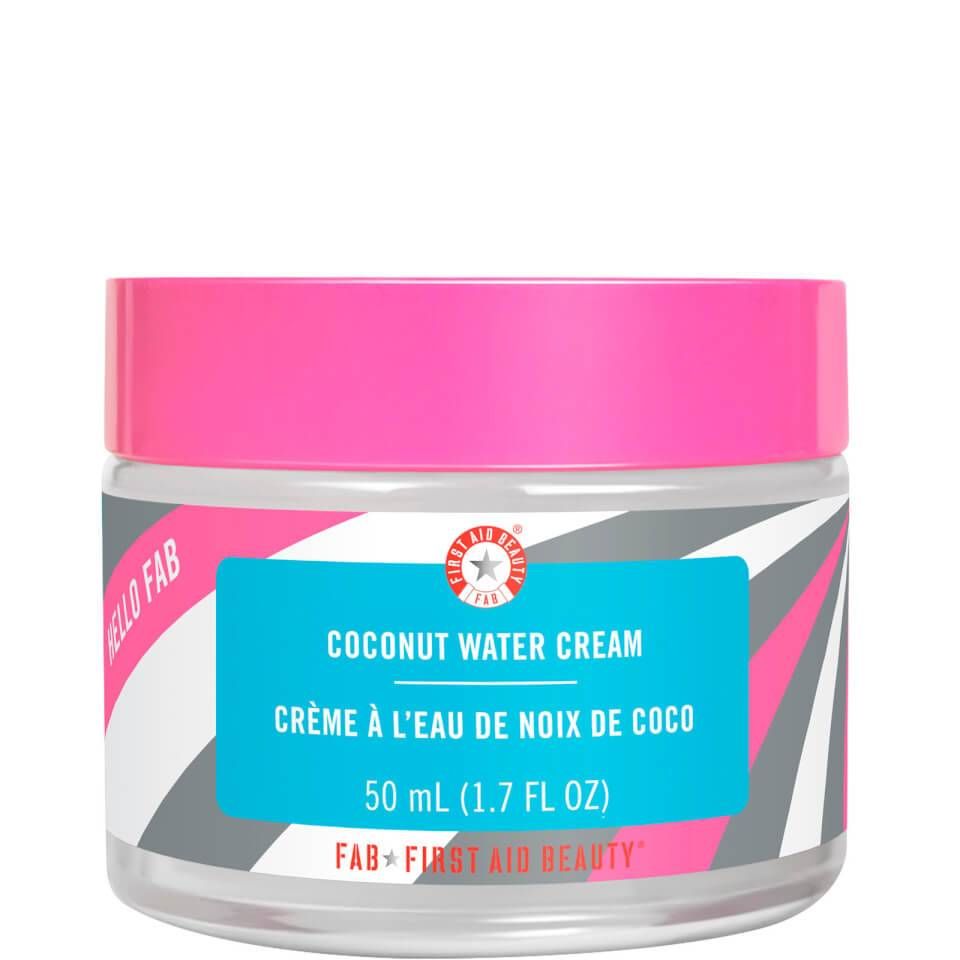 HELLO FAB
FIRST AID BEAUTY®
FAB
COCONUT WATER CREAM
CRÈME À L'EAU DE NOIX DE COCO
50 mL (1.7 FL OZ)
FAB★FIRST AID BEAUTY®